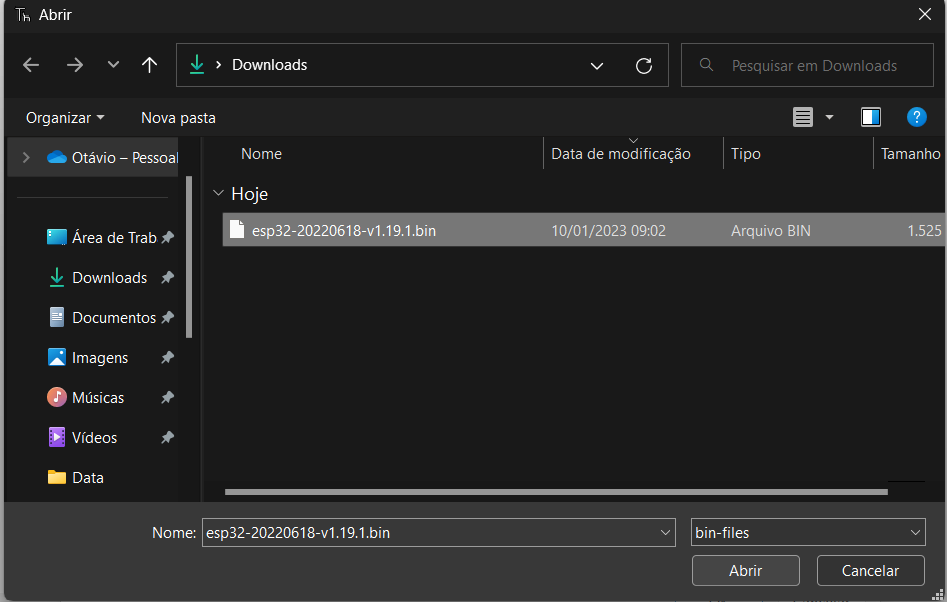 Th Abrir
Downloads
Pesquisar em Downloads
Organizar
Nova pasta
?
Otávio – Pessoal
Nome
Data de modificação
Tipo
Tamanho
Hoje
esp32-20220618-v1.19.1.bin
10/01/2023 09:02
Arquivo BIN
1.525
Área de Trab
Downloads
Documentos
Imagens
Músicas
Vídeos
Data
Nome:
esp32-20220618-v1.19.1.bin
bin-files
Abrir
Cancelar